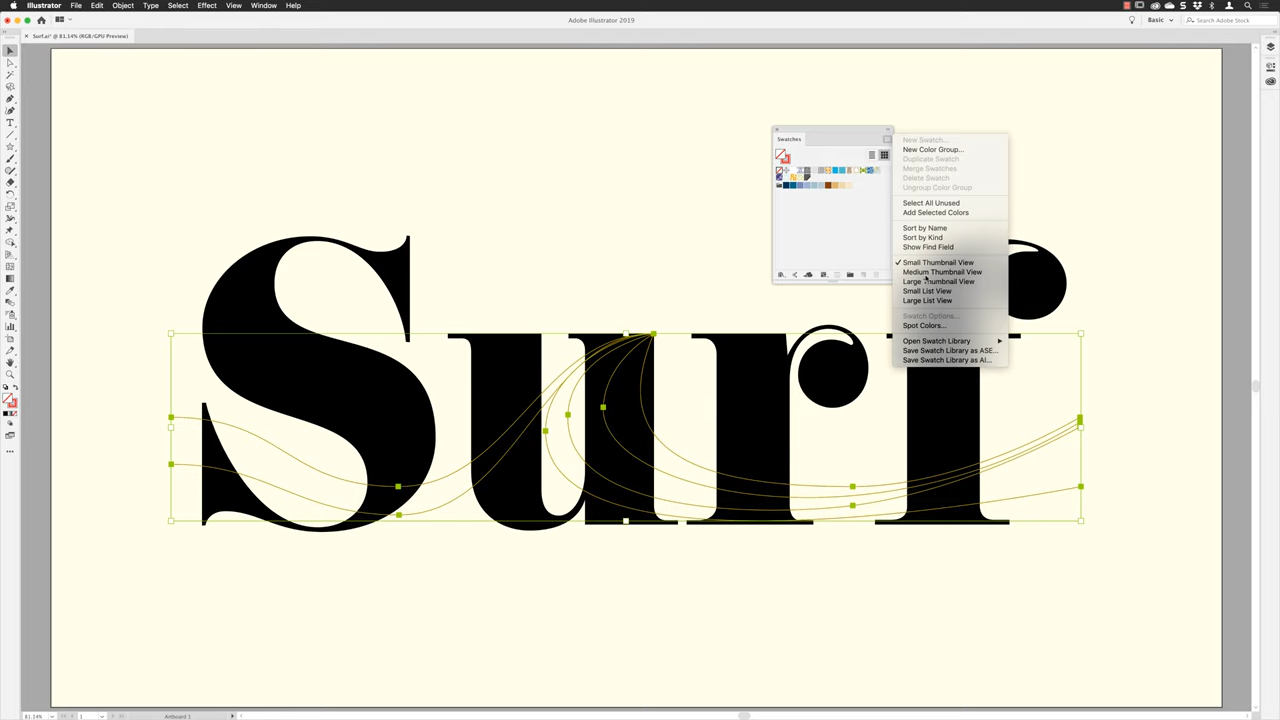 Illustrator File Edit Object Type Select Effect View Window Help
Adobe Illustrator 2019
Basic
Search Adobe Stock
Surf.ai* @ 81.14% (RGB/GPU Preview)
Swatches
New Swatch...
New Color Group...
Duplicate Swatch
Merge Swatches
Delete Swatch
Ungroup Color Group
Select All Unused
Add Selected Colors
Sort by Name
Sort by Kind
Show Find Field
Small Thumbnail View
Medium Thumbnail View
Large Thumbnail View
Small List View
Large List View
Swatch Options...
Spot Colors...
Open Swatch Library
Save Swatch Library as ASE...
Save Swatch Library as AI...
Surf
81.14% 1 Artboard 1